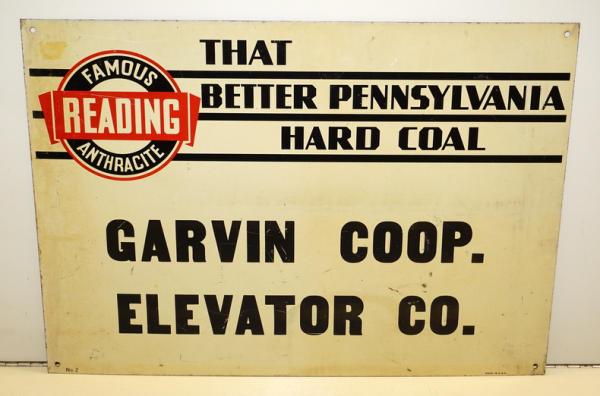 THAT
BETTER PENNSYLVANIA
HARD COAL
FAMOUS
READING
ANTHRACITE
GARVIN COOP.
ELEVATOR CO.
No. 2